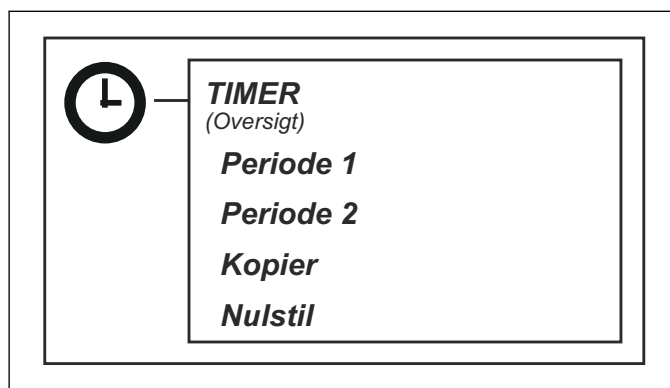 TIMER
(Oversigt)
Periode 1
Periode 2
Kopier
Nulstil